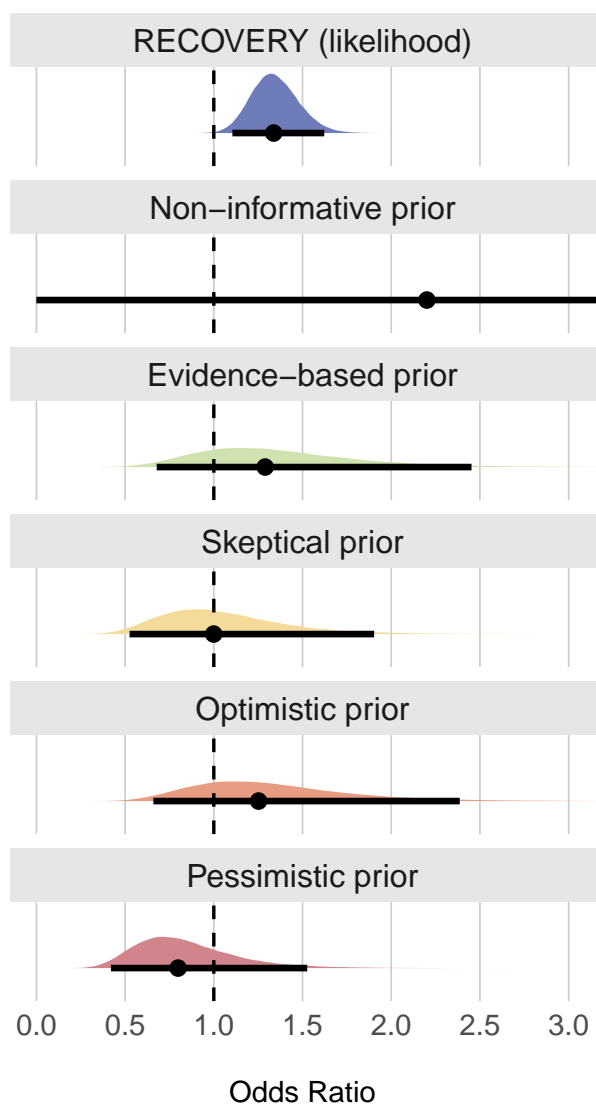 RECOVERY (likelihood)
Non−informative prior
Evidence−based prior
Skeptical prior
Optimistic prior
Pessimistic prior
0.0 0.5 1.0 1.5 2.0 2.5 3.0
Odds Ratio